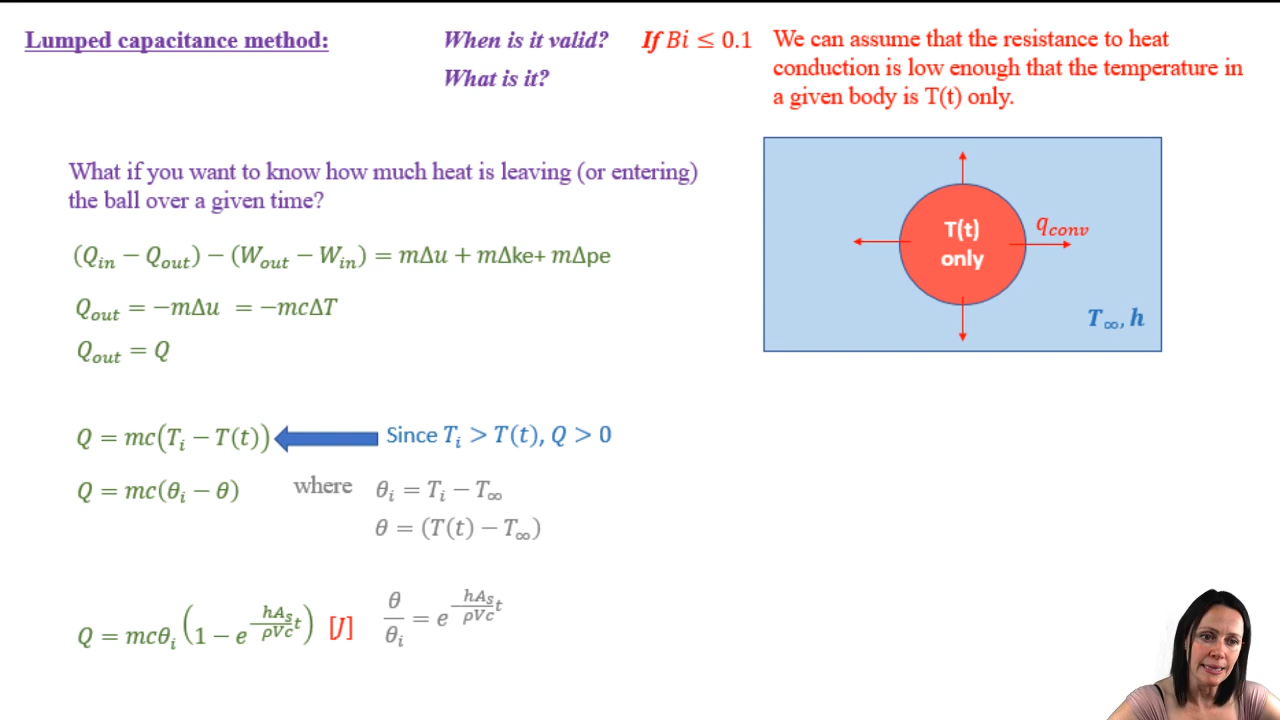 Lumped capacitance method:
When is it valid? If Bi ≤ 0.1
What is it?
We can assume that the resistance to heat
conduction is low enough that the temperature in
a given body is T(t) only.
What if you want to know how much heat is leaving (or entering)
the ball over a given time?
(Q_in − Q_out) − (W_out − W_in) = mΔu + mΔke+ mΔpe
Q_out = −mΔu = −mcΔT
Q_out = Q
T(t)
only
q_conv
T_∞, h
Q = mc(T_i − T(t))
Since T_i > T(t), Q > 0
Q = mc(θ_i − θ) where θ_i = T_i − T_∞
θ = (T(t) − T_∞)
Q = mcθ_i (1 − e^{−\frac{hA_s}{ρVc}t}) [J] \frac{θ}{θ_i} = e^{−\frac{hA_s}{ρVc}t}